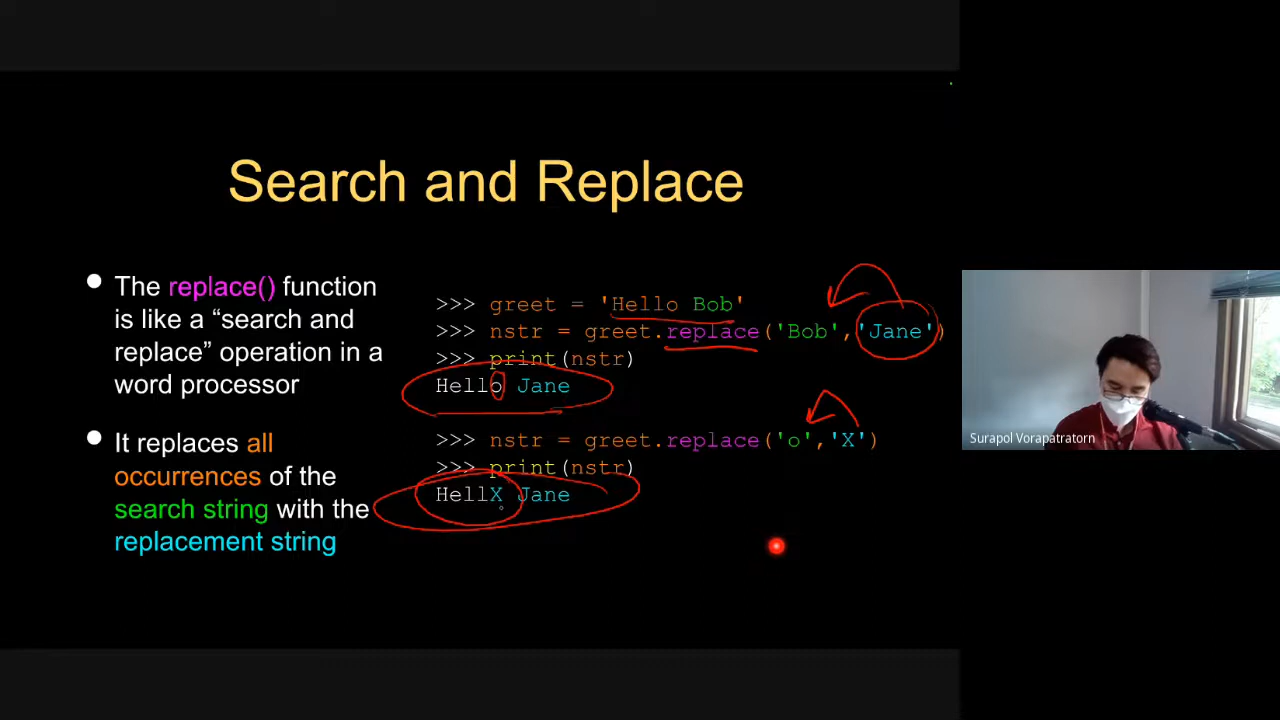 Search and Replace
● The replace() function
is like a “search and
replace” operation in a
word processor
● It replaces all
occurrences of the
search string with the
replacement string
>>> greet = 'Hello Bob'
>>> nstr = greet.replace('Bob','Jane')
>>> print(nstr)
Hello Jane
>>> nstr = greet.replace('o','X')
>>> print(nstr)
HellX Jane
Surapol Vorapatratorn